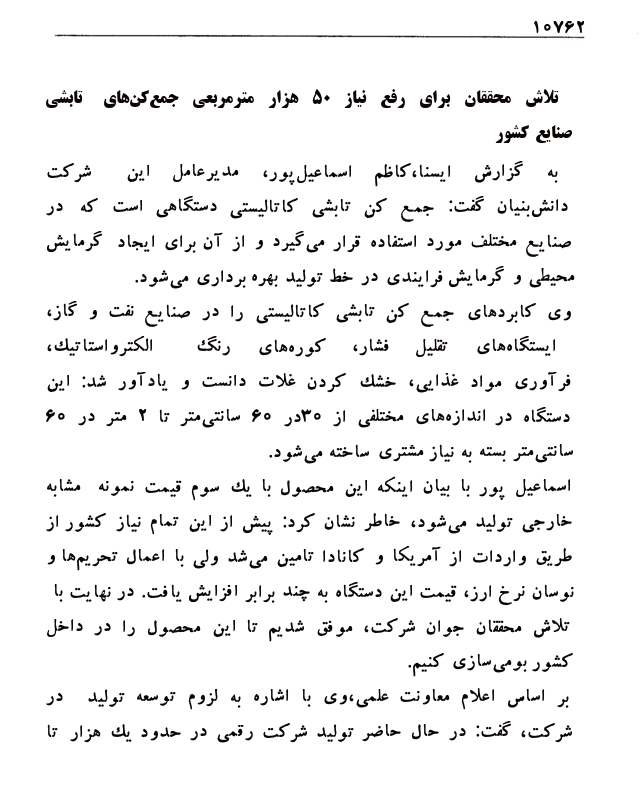 ۱۰۷۶۲
تلاش محققان برای رفع نیاز ۵۰ هزار مترمربعی جمع‌کن‌های تابشی
صنایع کشور
به گزارش ایسنا،کاظم اسماعیل‌پور، مدیرعامل این شرکت
دانش‌بنیان گفت: جمع کن تابشی کاتالیستی دستگاهی است که در
صنایع مختلف مورد استفاده قرار می‌گیرد و از آن برای ایجاد گرمایش
محیطی و گرمایش فرایندی در خط تولید بهره برداری می‌شود.
وی کابردهای جمع کن تابشی کاتالیستی را در صنایع نفت و گاز،
ایستگاه‌های تقلیل فشار، کوره‌های رنگ الکترواستاتیك،
فرآوری مواد غذایی، خشك کردن غلات دانست و یادآور شد: این
دستگاه در اندازه‌های مختلفی از ۳۰در ۶۰ سانتی‌متر تا ۲ متر در ۶۰
سانتی‌متر بسته به نیاز مشتری ساخته می‌شود.
اسماعیل پور با بیان اینکه این محصول با یك سوم قیمت نمونه مشابه
خارجی تولید می‌شود، خاطر نشان کرد: پیش از این تمام نیاز کشور از
طریق واردات از آمریکا و کانادا تامین می‌شد ولی با اعمال تحریم‌ها و
نوسان نرخ ارز، قیمت این دستگاه به چند برابر افزایش یافت. در نهایت با
تلاش محققان جوان شرکت، موفق شدیم تا این محصول را در داخل
کشور بومی‌سازی کنیم.
بر اساس اعلام معاونت علمی،وی با اشاره به لزوم توسعه تولید در
شرکت، گفت: در حال حاضر تولید شرکت رقمی در حدود یك هزار تا